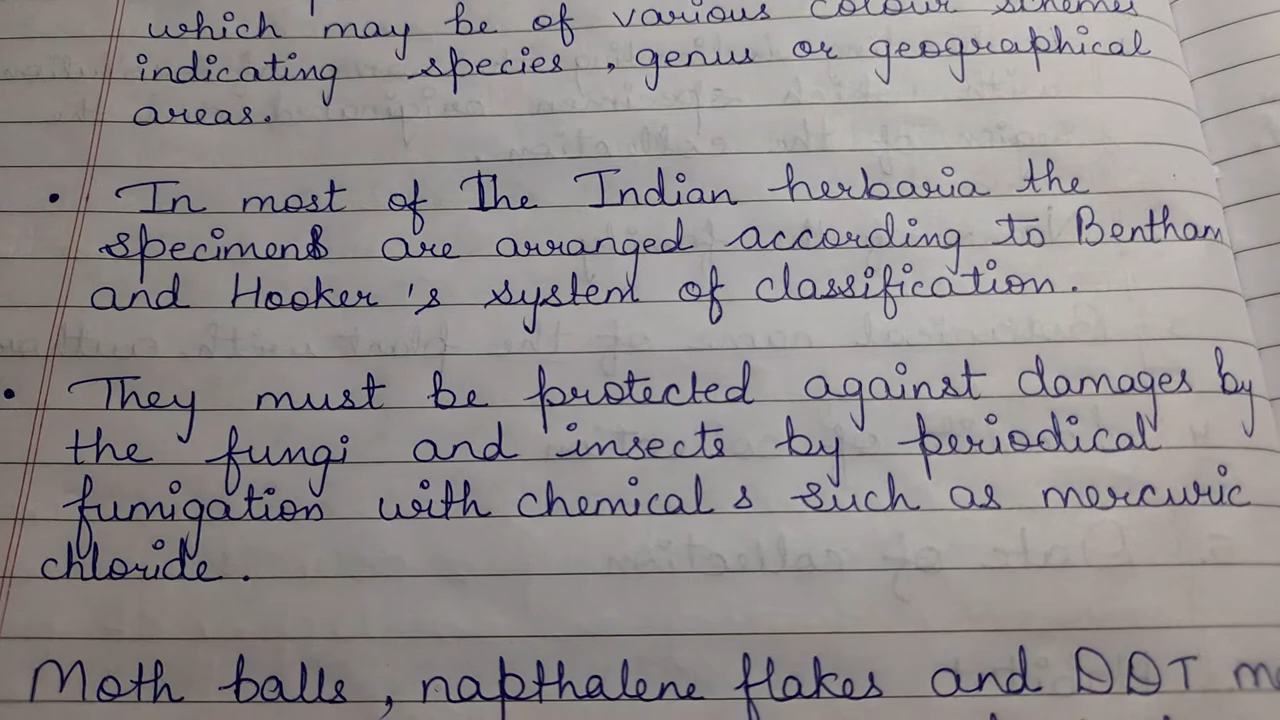 which may be of various colour schemes
indicating species, genus or geographical
areas.
• In most of the Indian herbaria the
specimens are arranged according to Bentham
and Hooker's system of classification.
• They must be protected against damages by
the fungi and insects by periodical
fumigation with chemicals such as mercuric
chloride.
Moth balls, napthalene flakes and DDT